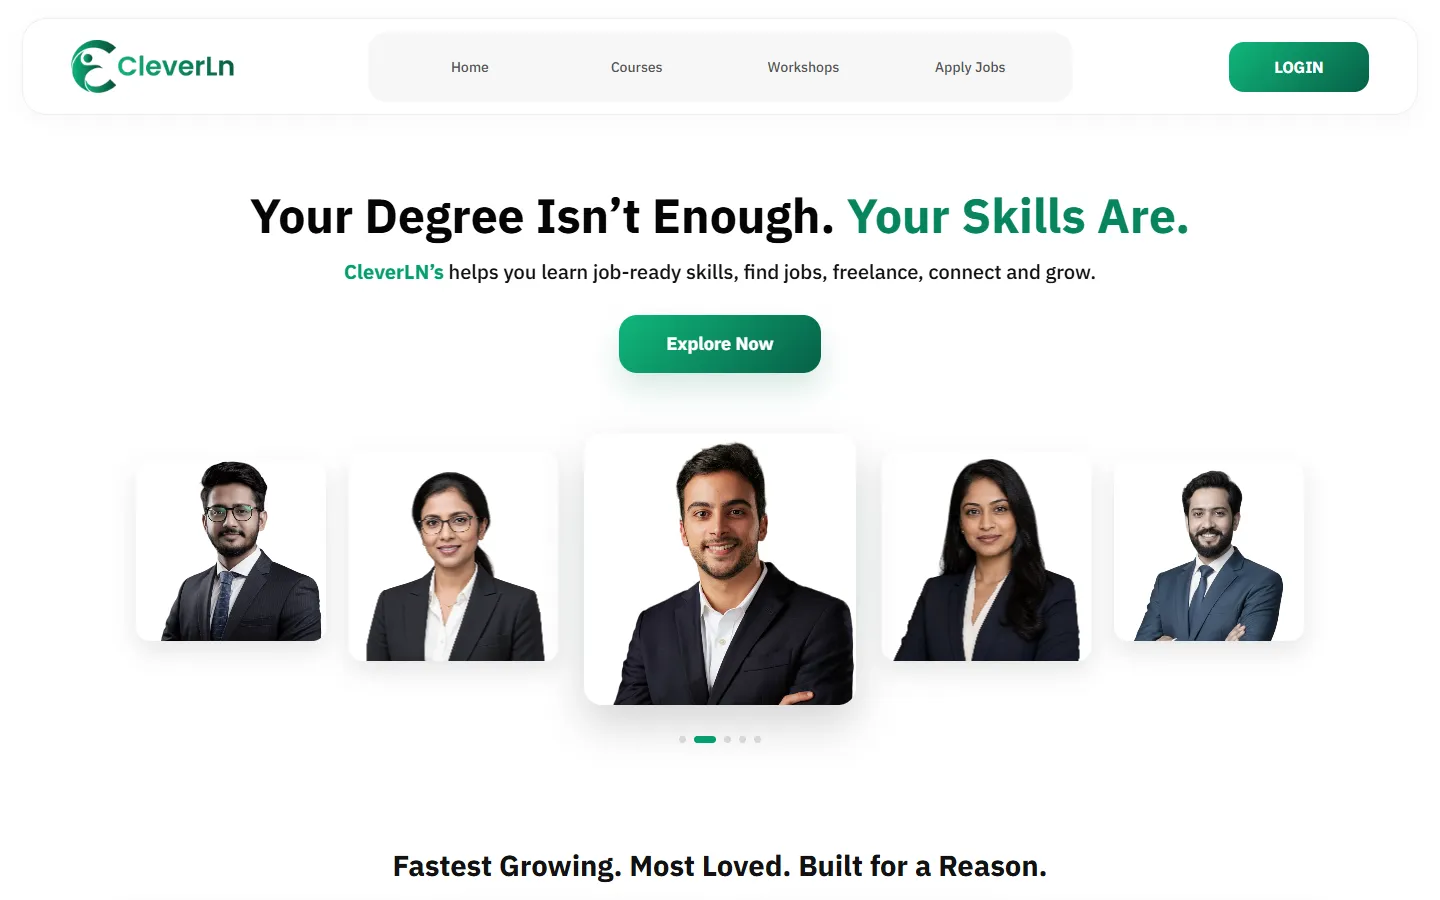 CleverLn
Home
Courses
Workshops
Apply Jobs
LOGIN
Your Degree Isn’t Enough. Your Skills Are.
CleverLN’s helps you learn job-ready skills, find jobs, freelance, connect and grow.
Explore Now
Fastest Growing. Most Loved. Built for a Reason.